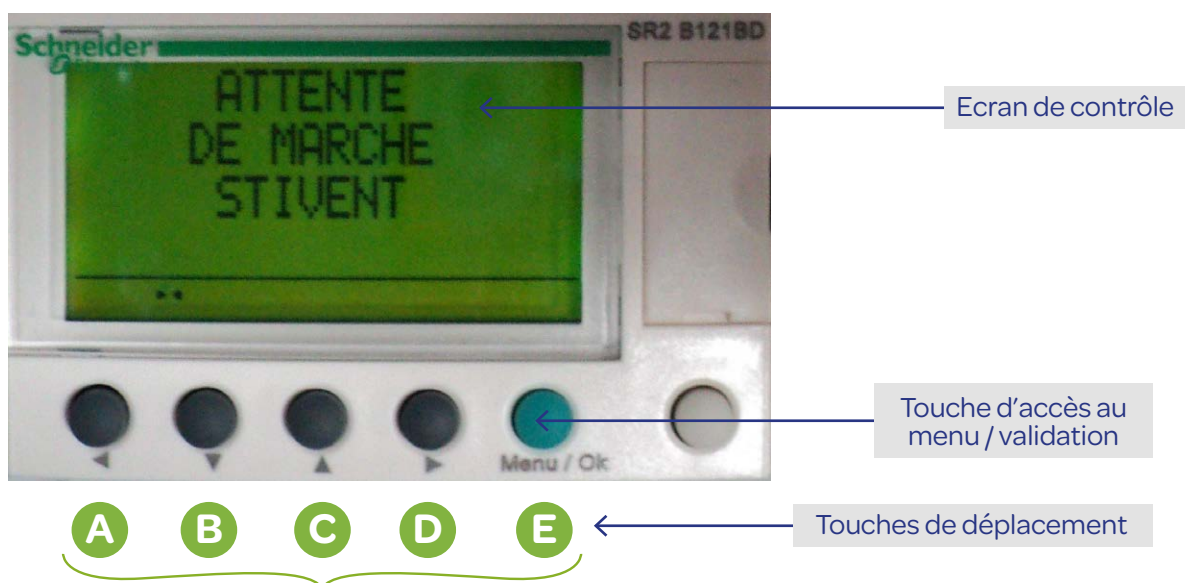 Schneider
SR2 B121BD
ATTENTE
DE MARCHE
STIVENT
Ecran de contrôle
Touche d'accès au
menu / validation
Menu / Ok
A B C D E
Touches de déplacement